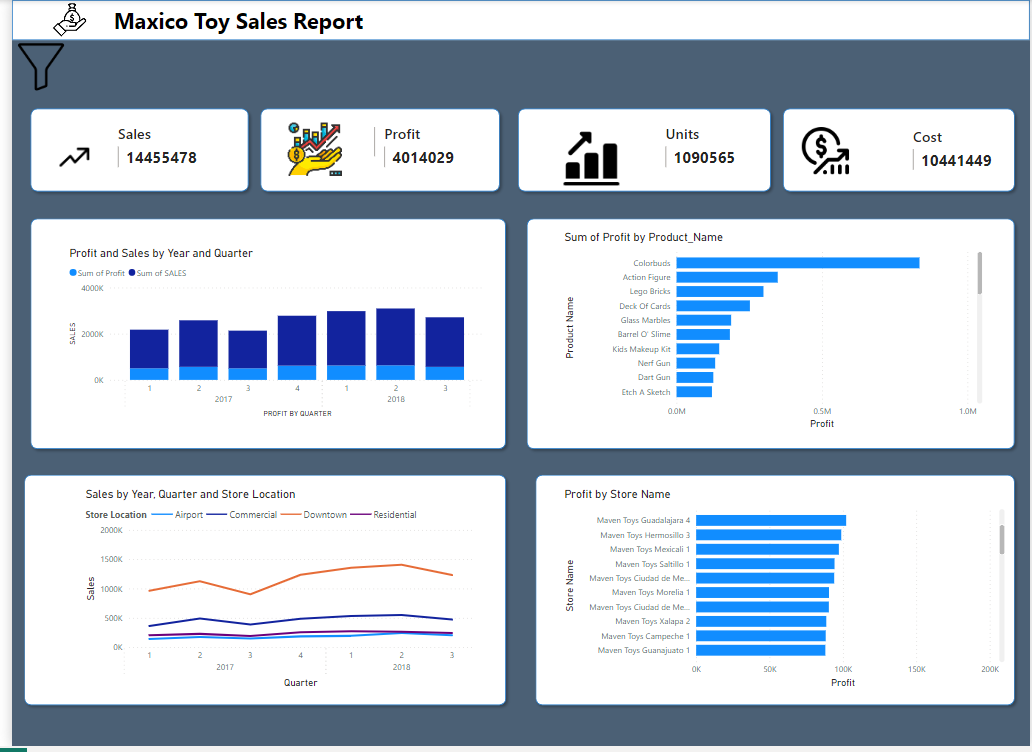 Maxico Toy Sales Report
Sales
14455478
Profit
4014029
Units
1090565
Cost
10441449
Profit and Sales by Year and Quarter
Sum of Profit Sum of SALES
4000K
2000K
0K
SALES
1 2 3 4 1 2 3
2017 2018
PROFIT BY QUARTER
Sum of Profit by Product_Name
Product Name
Colorbuds
Action Figure
Lego Bricks
Deck Of Cards
Glass Marbles
Barrel O' Slime
Kids Makeup Kit
Nerf Gun
Dart Gun
Etch A Sketch
0.0M 0.5M 1.0M
Profit
Sales by Year, Quarter and Store Location
Store Location Airport Commercial Downtown Residential
2000K
1500K
1000K
500K
0K
Sales
1 2 3 4 1 2 3
2017 2018
Quarter
Profit by Store Name
Store Name
Maven Toys Guadalajara 4
Maven Toys Hermosillo 3
Maven Toys Mexicali 1
Maven Toys Saltillo 1
Maven Toys Ciudad de Me...
Maven Toys Morelia 1
Maven Toys Ciudad de Me...
Maven Toys Xalapa 2
Maven Toys Campeche 1
Maven Toys Guanajuato 1
0K 50K 100K 150K 200K
Profit